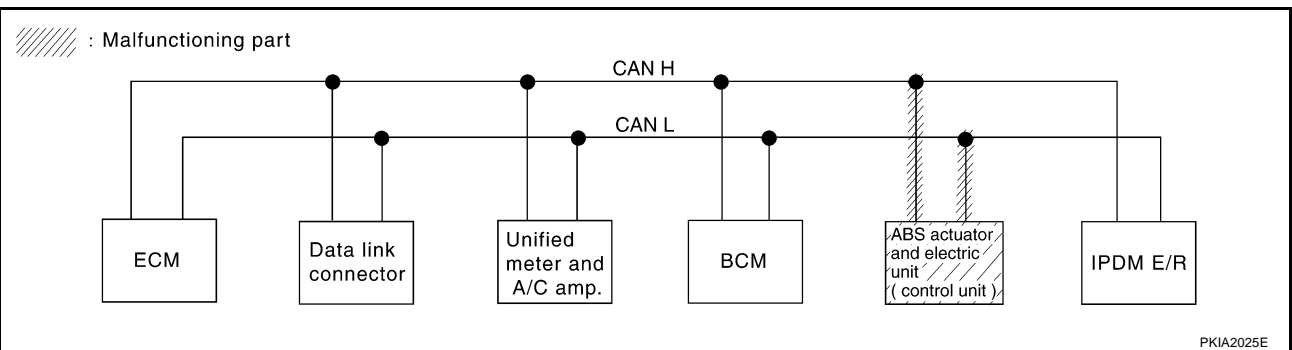 : Malfunctioning part
CAN H
CAN L
ECM
Data link
connector
Unified
meter and
A/C amp.
BCM
ABS actuator
and electric
unit
( control unit )
IPDM E/R
PKIA2025E